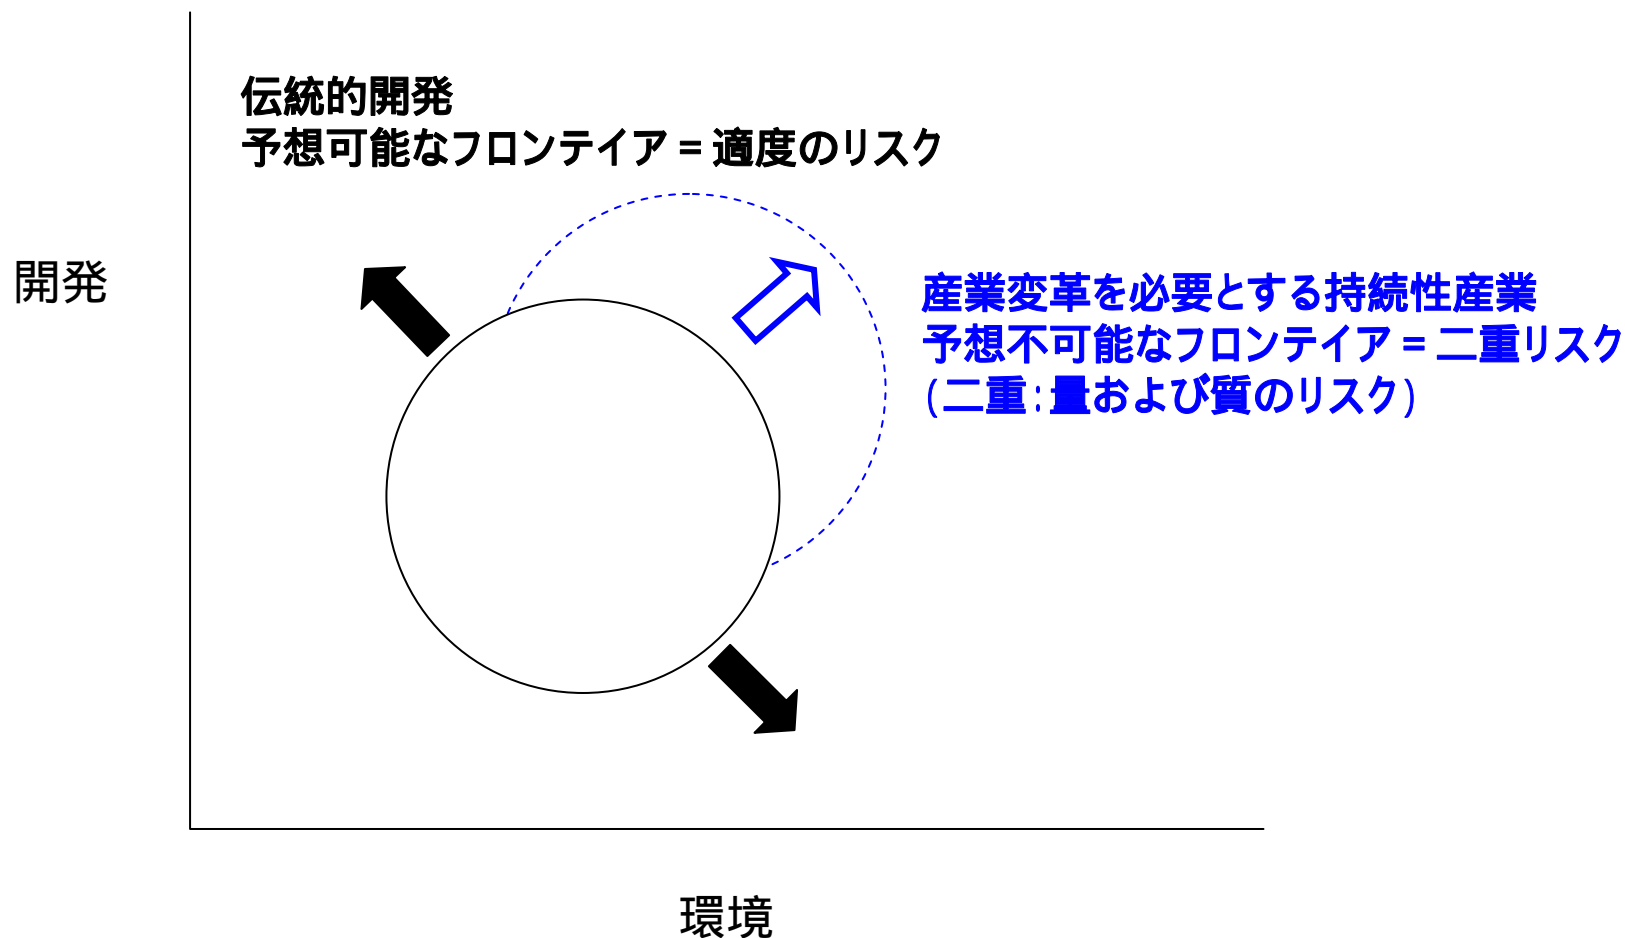 伝統的開発
予想可能なフロンテイア = 適度のリスク
開発
産業変革を必要とする持続性産業
予想不可能なフロンテイア = 二重リスク
(二重:量および質のリスク)
環境